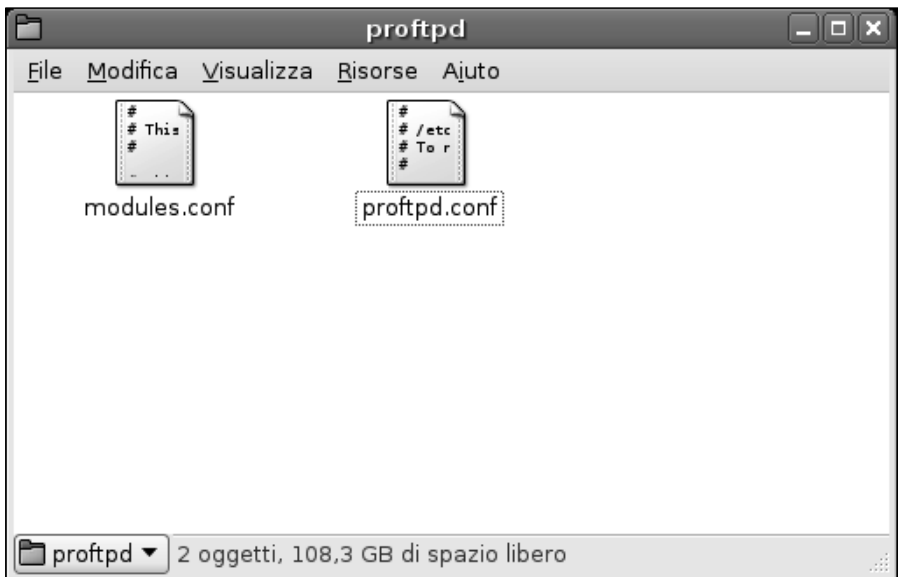 proftpd
File Modifica Visualizza Risorse Aiuto
#
# This
#
#
# /etc
# To r
#
modules.conf proftpd.conf
proftpd 2 oggetti, 108,3 GB di spazio libero